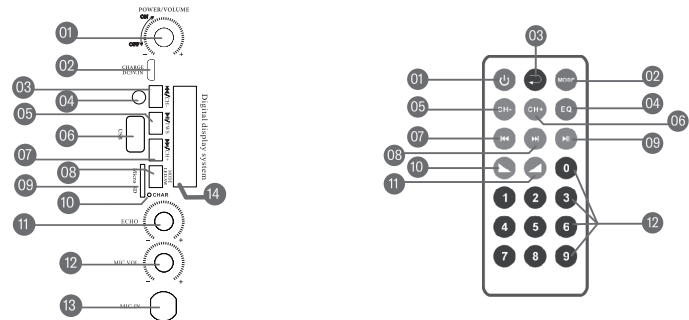 POWER/VOLUME
ON
OFF
01
- +
02
CHARGE
DC5V.IN
03
04
05
06
USB
07
08
MODE
09
Micro SD
10
CHAR
Digital display system
14
11
ECHO
- +
12
MIC.VOL
- +
13
MIC.IN
03
01
MODE
02
05
CH-
CH+
EQ
04
06
07
08
09
10
11
0
1
2
3
12
4
5
6
7
8
9